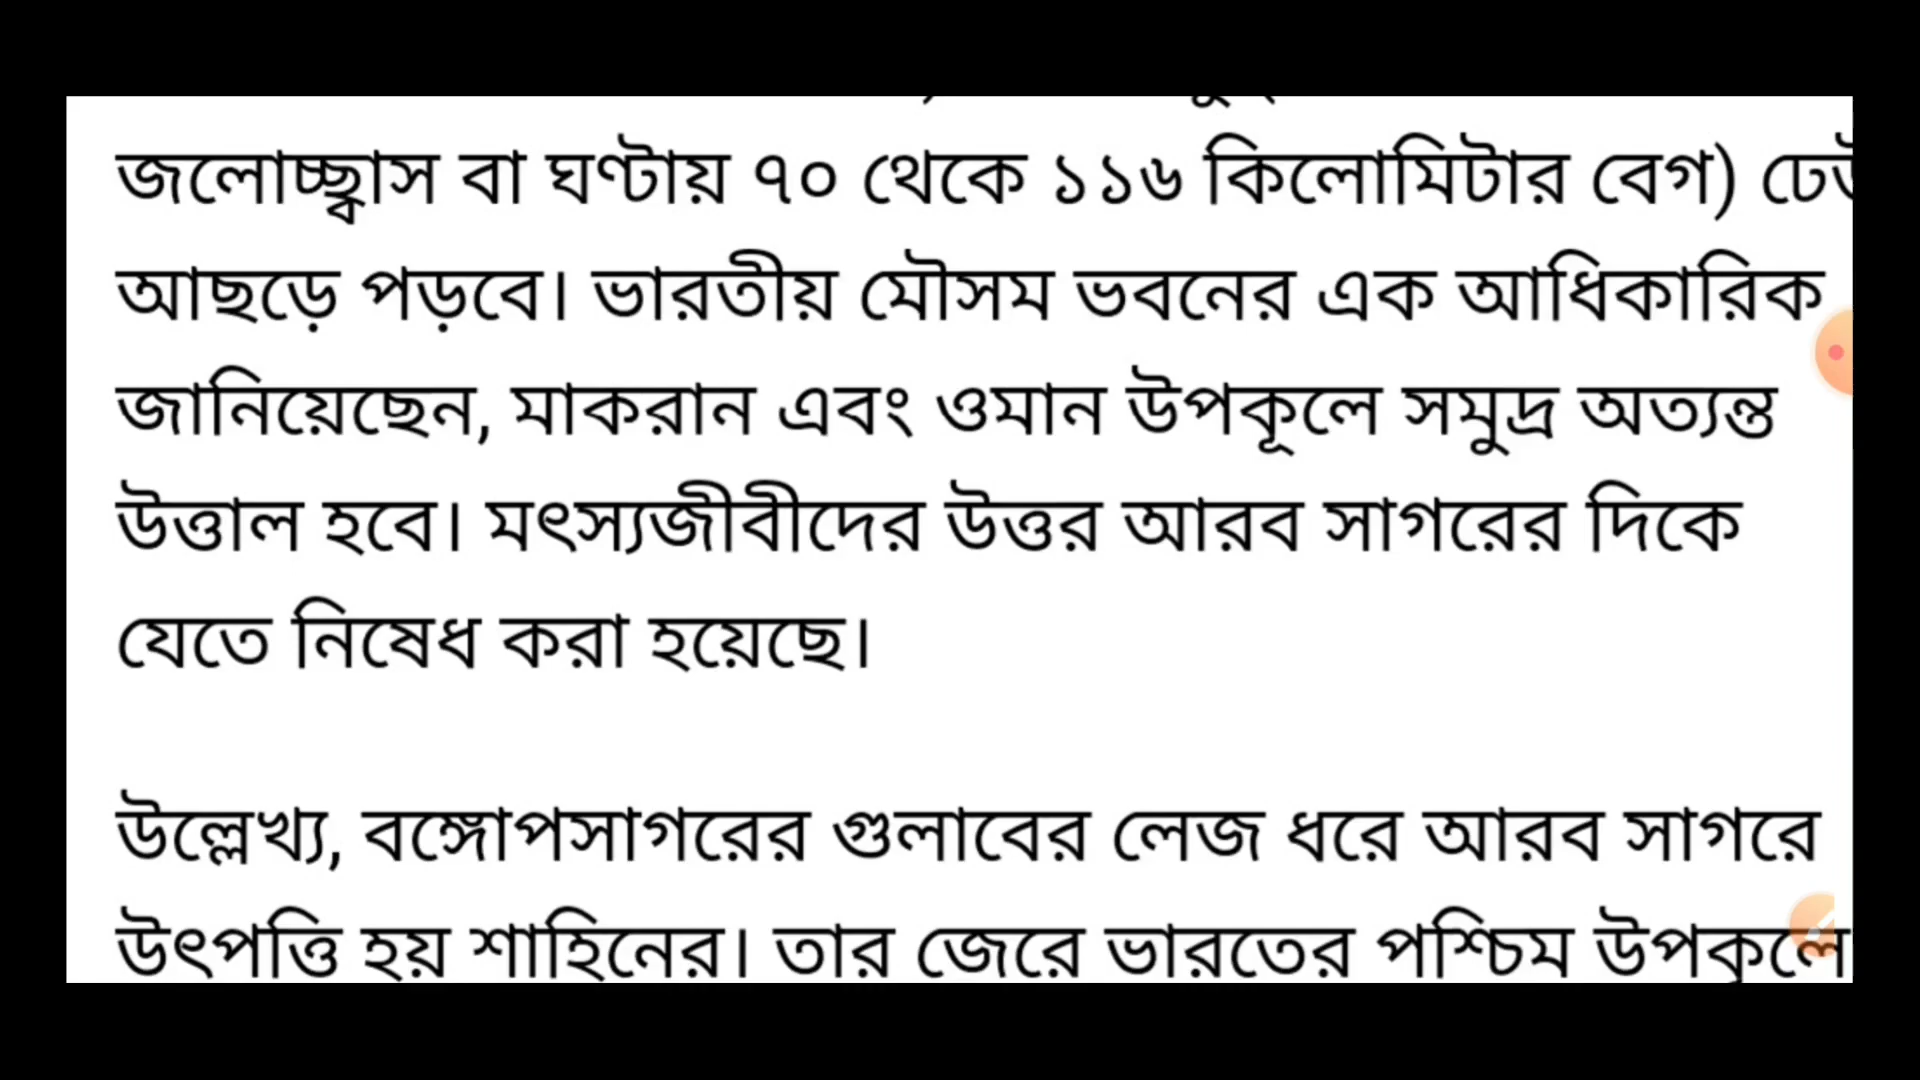 জলোচ্ছ্বাস বা ঘণ্টায় ৭০ থেকে ১১৬ কিলোমিটার বেগ)
আছড়ে পড়বে। ভারতীয় মৌসম ভবনের এক আধিকারিক
জানিয়েছেন, মাকরান এবং ওমান উপকূলে সমুদ্র অত্যন্ত
উত্তাল হবে। মৎস্যজীবীদের উত্তর আরব সাগরের দিকে
যেতে নিষেধ করা হয়েছে।
উল্লেখ্য, বঙ্গোপসাগরের গুলাবের লেজ ধরে আরব সাগরে
উৎপত্তি হয় শাহিনের। তার জেরে ভারতের পশ্চিম উপকূলে